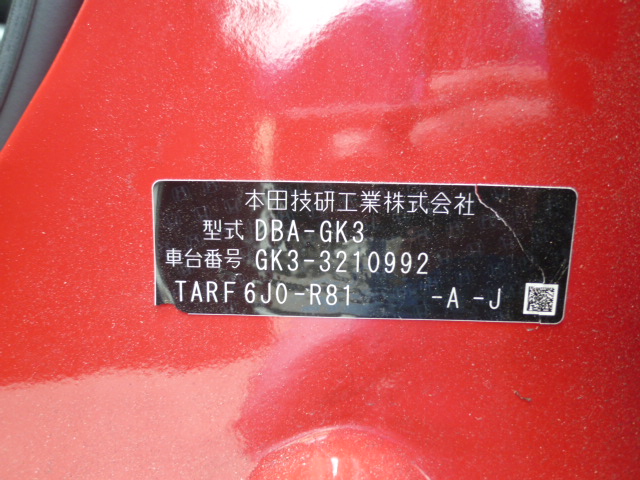 本田技研工業株式会社
型式 DBA-GK3
車台番号 GK3-3210992
TARF 6J0-R81 -A -J